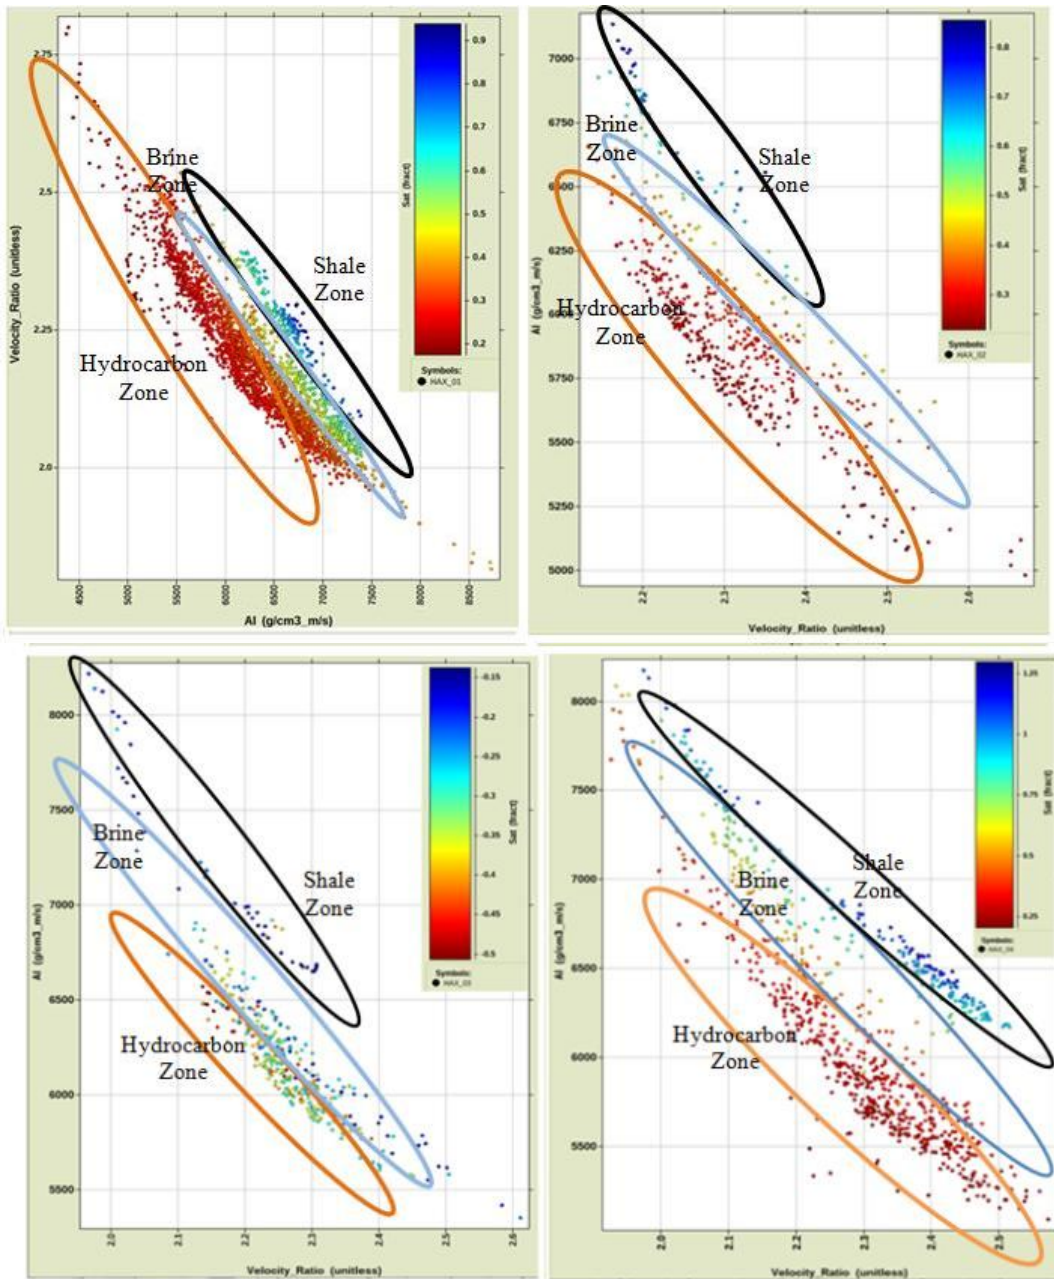 2.75
2.5
2.25
2.0
Velocity_Ratio (unitless)
4500
5000
5500
6000
6500
7000
7500
8000
8500
AI (g/cm3_m/s)
Brine
Zone
Shale
Zone
Hydrocarbon
Zone
0.9
0.8
0.7
0.6
0.5
0.4
0.3
0.2
Sat (fract)
Symbols:
HAX_01
7000
6750
6500
6250
6000
5750
5500
5250
5000
AI (g/cm3_m/s)
2.2
2.3
2.4
2.5
2.6
Velocity_Ratio (unitless)
Brine
Zone
Shale
Zone
Hydrocarbon
Zone
0.8
0.7
0.6
0.5
0.4
0.3
Sat (fract)
Symbols:
HAX_02
8000
7500
7000
6500
6000
5500
AI (g/cm3_m/s)
2.0
2.1
2.2
2.3
2.4
2.5
2.6
Velocity_Ratio (unitless)
Brine
Zone
Shale
Zone
Hydrocarbon
Zone
-0.15
-0.2
-0.25
-0.3
-0.35
-0.4
-0.45
-0.5
Sat (fract)
Symbols:
HAX_03
8000
7500
7000
6500
6000
5500
AI (g/cm3_m/s)
2.0
2.1
2.2
2.3
2.4
2.5
Velocity_Ratio (unitless)
Shale
Zone
Brine
Zone
Hydrocarbon
Zone
1.25
1
0.75
0.5
0.25
Sat (fract)
Symbols: